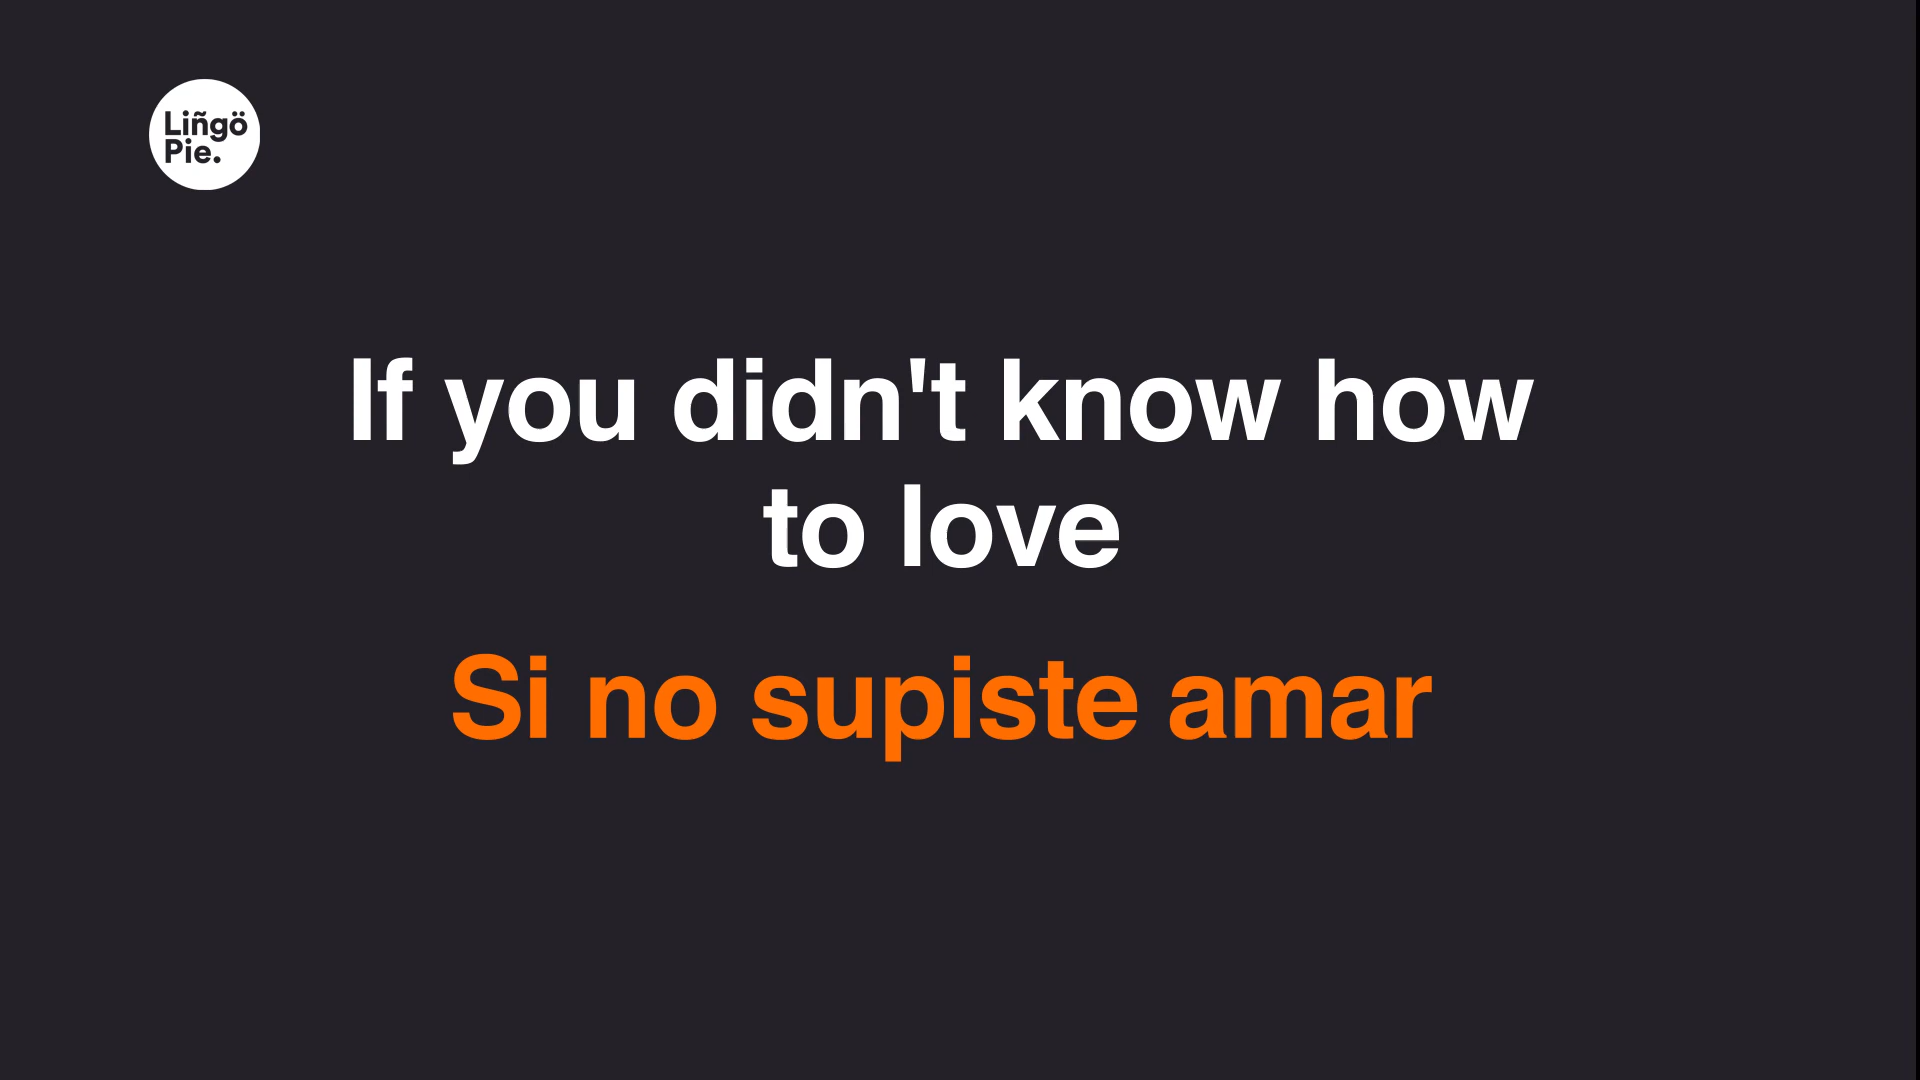 Liñgö
Pie.
If you didn't know how
to love
Si no supiste amar